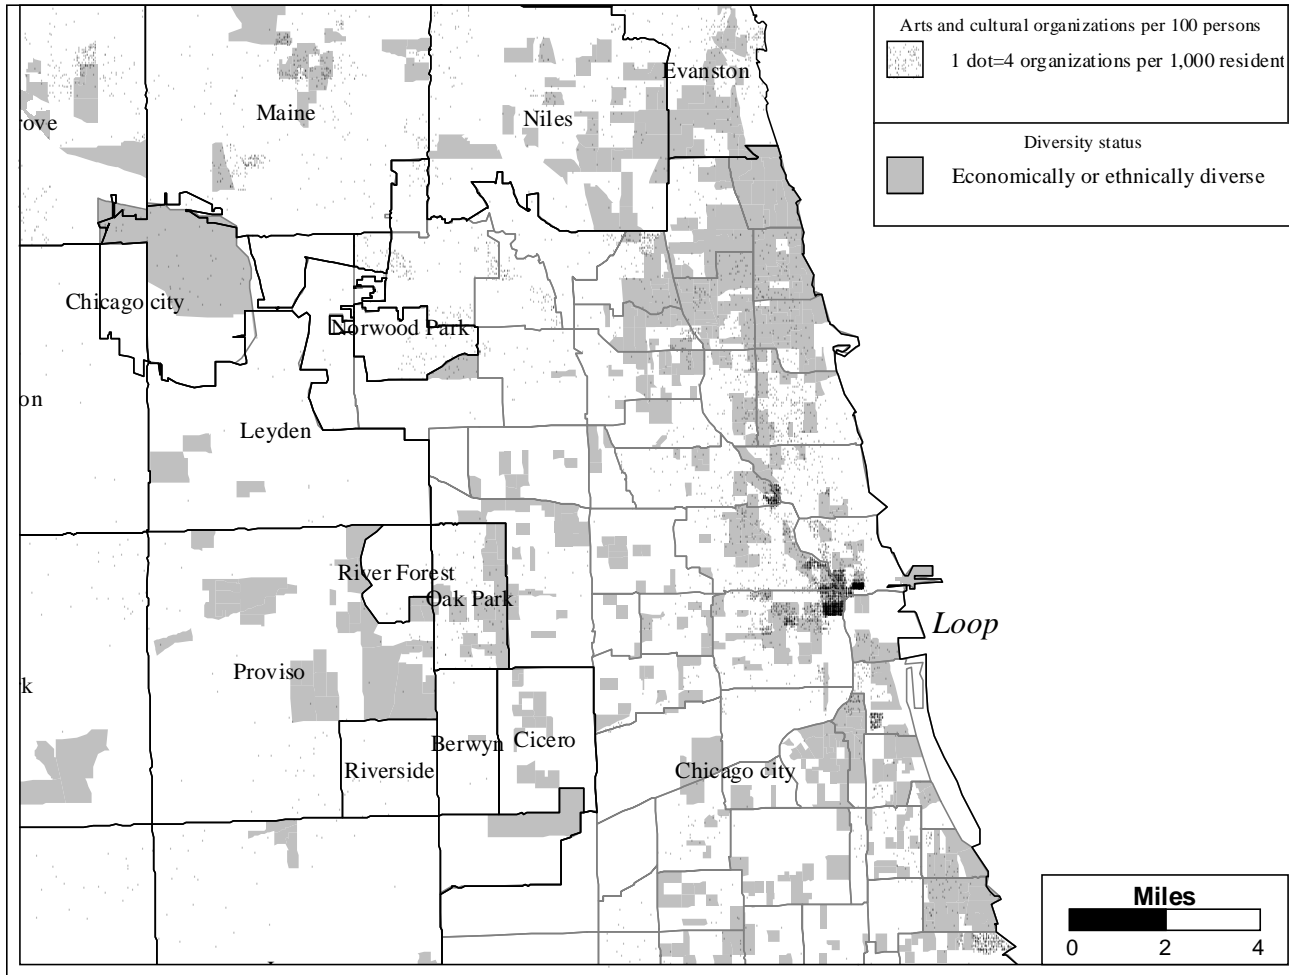 Arts and cultural organizations per 100 persons
1 dot=4 organizations per 1,000 resident
Diversity status
Economically or ethnically diverse
Evanston
Maine
Niles
rove
Chicago city
Norwood Park
on
Leyden
River Forest
Oak Park
Loop
Proviso
k
Berwyn
Cicero
Riverside
Chicago city
Miles
0 2 4